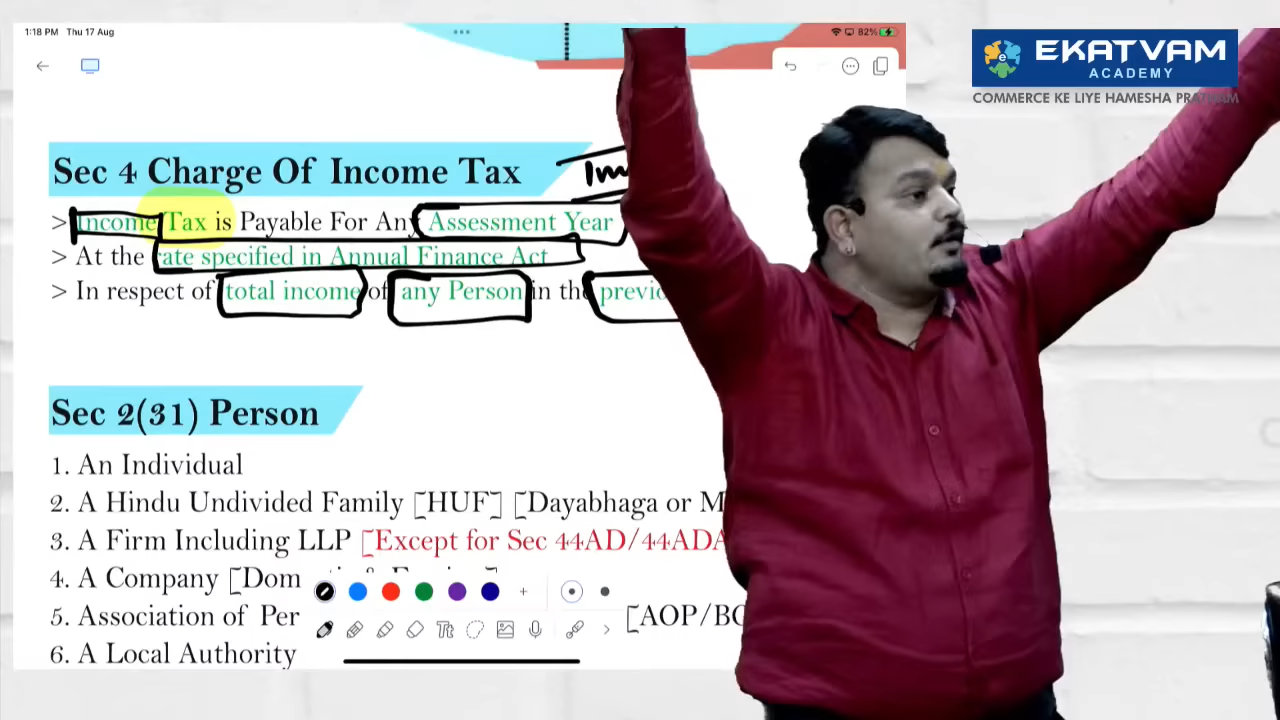 1:18 PM Thu 17 Aug
82%
EKATVAM
ACADEMY
COMMERCE KE LIYE HAMESHA PRATHAM
Sec 4 Charge Of Income Tax
> Income Tax is Payable For Any Assessment Year
> At the rate specified in Annual Finance Act
> In respect of total income of any Person in the
Sec 2(31) Person
1. An Individual
2. A Hindu Undivided Family [HUF] [Dayabhaga or
3. A Firm Including LLP [Except for Sec 44AD/44ADA
4. A Company
5. Association of
6. A Local Authority